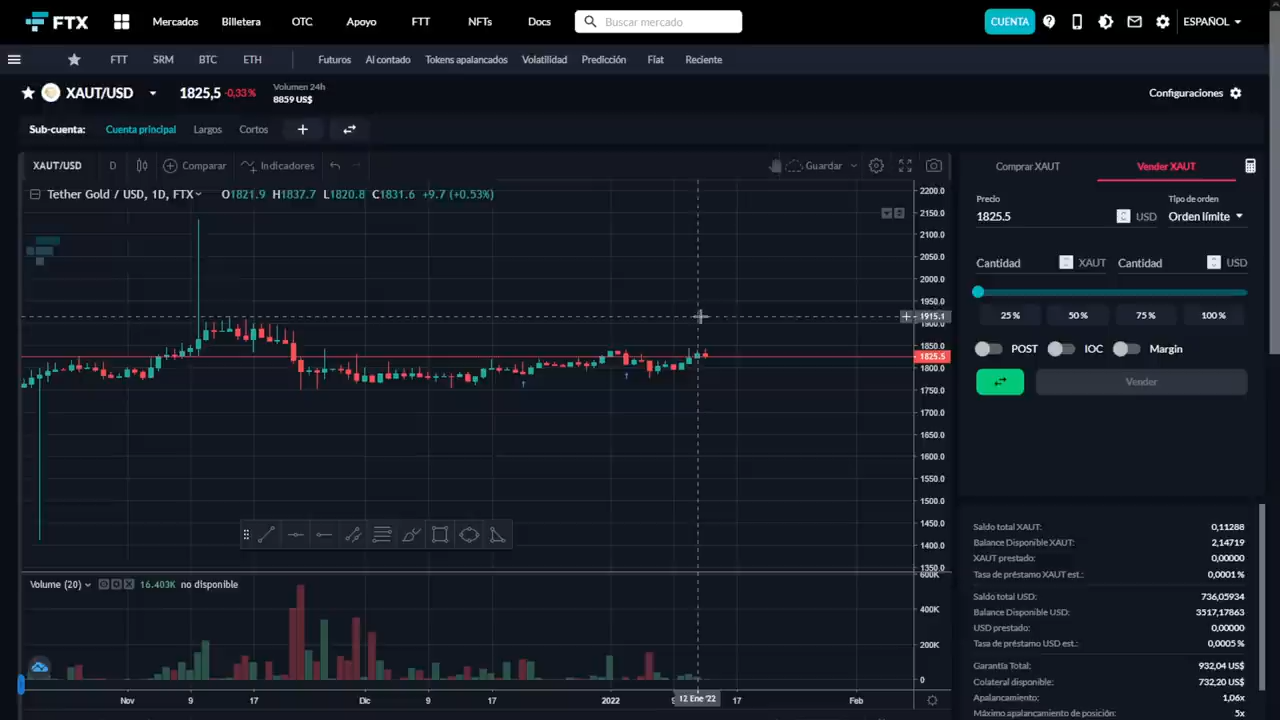 FTX Mercados Billetera OTC Apoyo FTT NFTs Docs Buscar mercado CUENTA ESPAÑOL
FTT SRM BTC ETH Futuros Al contado Tokens apalancados Volatilidad Predicción Fiat Reciente
XAUT/USD 1825,5 -0,33% Volumen 24h
8859 US$
Configuraciones
Sub-cuenta: Cuenta principal Largos Cortos +
XAUT/USD D Comparar Indicadores Guardar
Tether Gold / USD, 1D, FTX O1821.9 H1837.7 L1820.8 C1831.6 +9.7 (+0.53%)
2200.0
2150.0
2100.0
2050.0
2000.0
1950.0
1915.1
1900.0
1850.0
1825.5
1800.0
1750.0
1700.0
1650.0
1600.0
1550.0
1500.0
1450.0
1400.0
1350.0
Volume (20) 16.403K no disponible
600K
400K
200K
0
Nov 9 17 Dic 9 17 2022 12 Ene '22 17 Feb
Comprar XAUT Vender XAUT
Precio Tipo de orden
1825.5 USD Orden límite
Cantidad XAUT Cantidad USD
25 % 50 % 75 % 100 %
POST IOC Margin
Vender
Saldo total XAUT: 0,11288
Balance Disponible XAUT: 2,14719
XAUT prestado: 0,00000
Tasa de préstamo XAUT est.: 0,0001 %
Saldo total USD: 736,05934
Balance Disponible USD: 3517,17863
USD prestado: 0,00000
Tasa de préstamo USD est.: 0,0005 %
Garantía Total: 932,04 US$
Colateral disponible: 732,20 US$
Apalancamiento: 1,06x
Máximo apalancamiento de posición: 5x